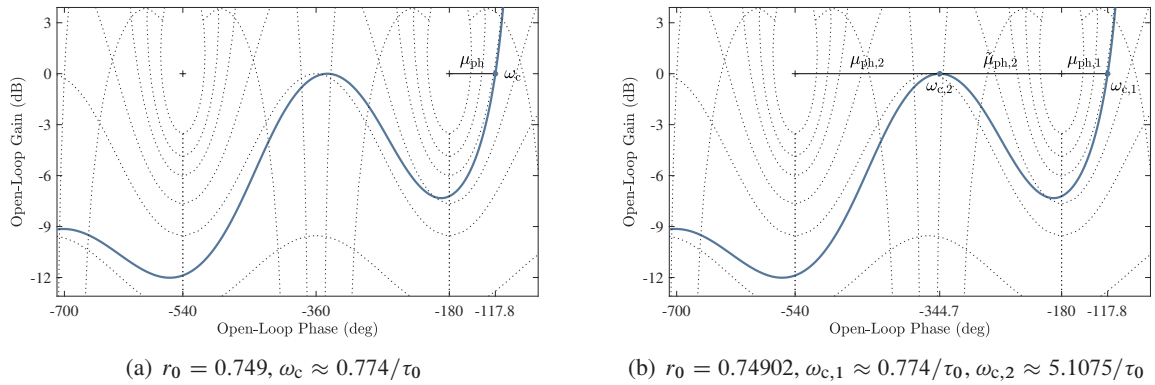 3
0
-3
-6
-9
-12
Open-Loop Gain (dB)
μph
ωc
-700
-540
-360
-180
-117.8
Open-Loop Phase (deg)
(a) r0 = 0.749, ωc ≈ 0.774/τ0
3
0
-3
-6
-9
-12
Open-Loop Gain (dB)
μph,2
μ̃ph,2
μph,1
ωc,2
ωc,1
-700
-540
-344.7
-180
-117.8
Open-Loop Phase (deg)
(b) r0 = 0.74902, ωc,1 ≈ 0.774/τ0, ωc,2 ≈ 5.1075/τ0